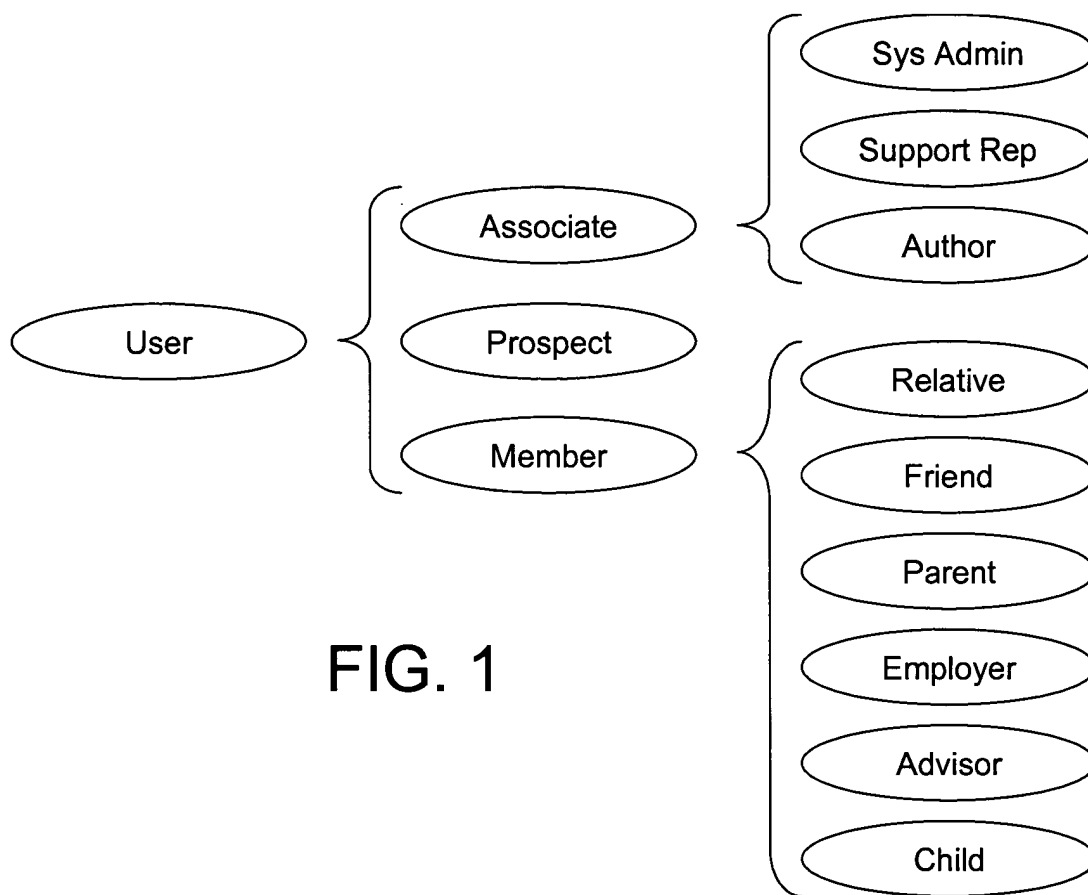 User
Associate
Prospect
Member
Sys Admin
Support Rep
Author
Relative
Friend
Parent
Employer
Advisor
Child
FIG. 1